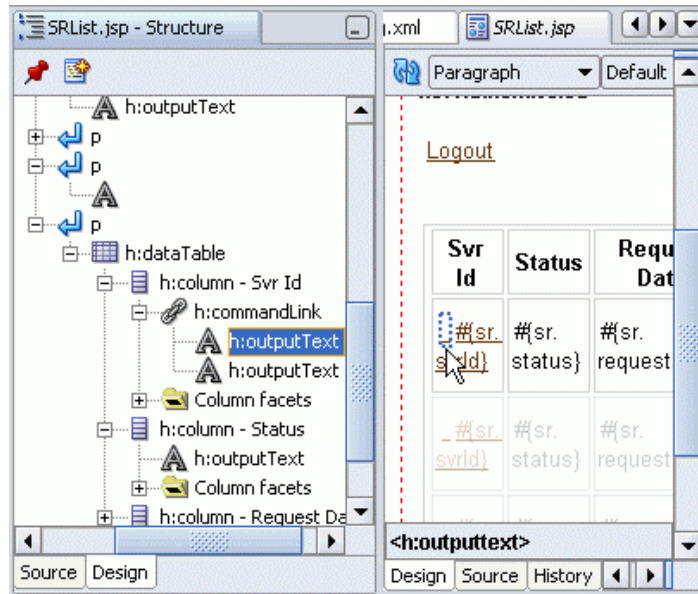 SRList.jsp - Structure
h:outputText
p
p
p
h:dataTable
h:column - Svr Id
h:commandLink
h:outputText
h:outputText
Column facets
h:column - Status
h:outputText
Column facets
h:column - Request Da
Source Design
.xml SRList.jsp
Paragraph Default
Logout
Svr Id Status Requ Dat
_#{sr. svrId} #{sr. status} #{sr. request
_#{sr. svrId} #{sr. status} #{sr. request
<h:outputtext>
Design Source History